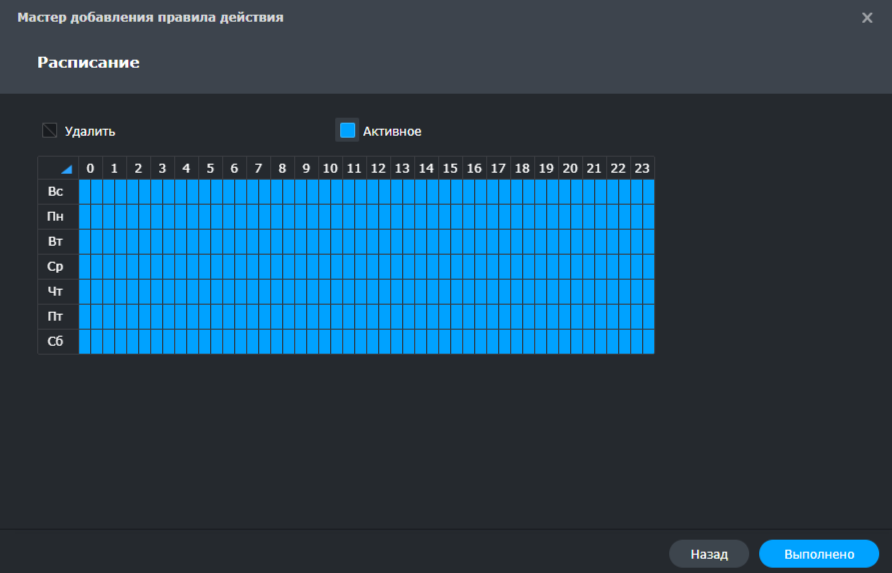 Мастер добавления правила действия
Расписание
Удалить Активное
0 1 2 3 4 5 6 7 8 9 10 11 12 13 14 15 16 17 18 19 20 21 22 23
Вс
Пн
Вт
Ср
Чт
Пт
Сб
Назад Выполнено